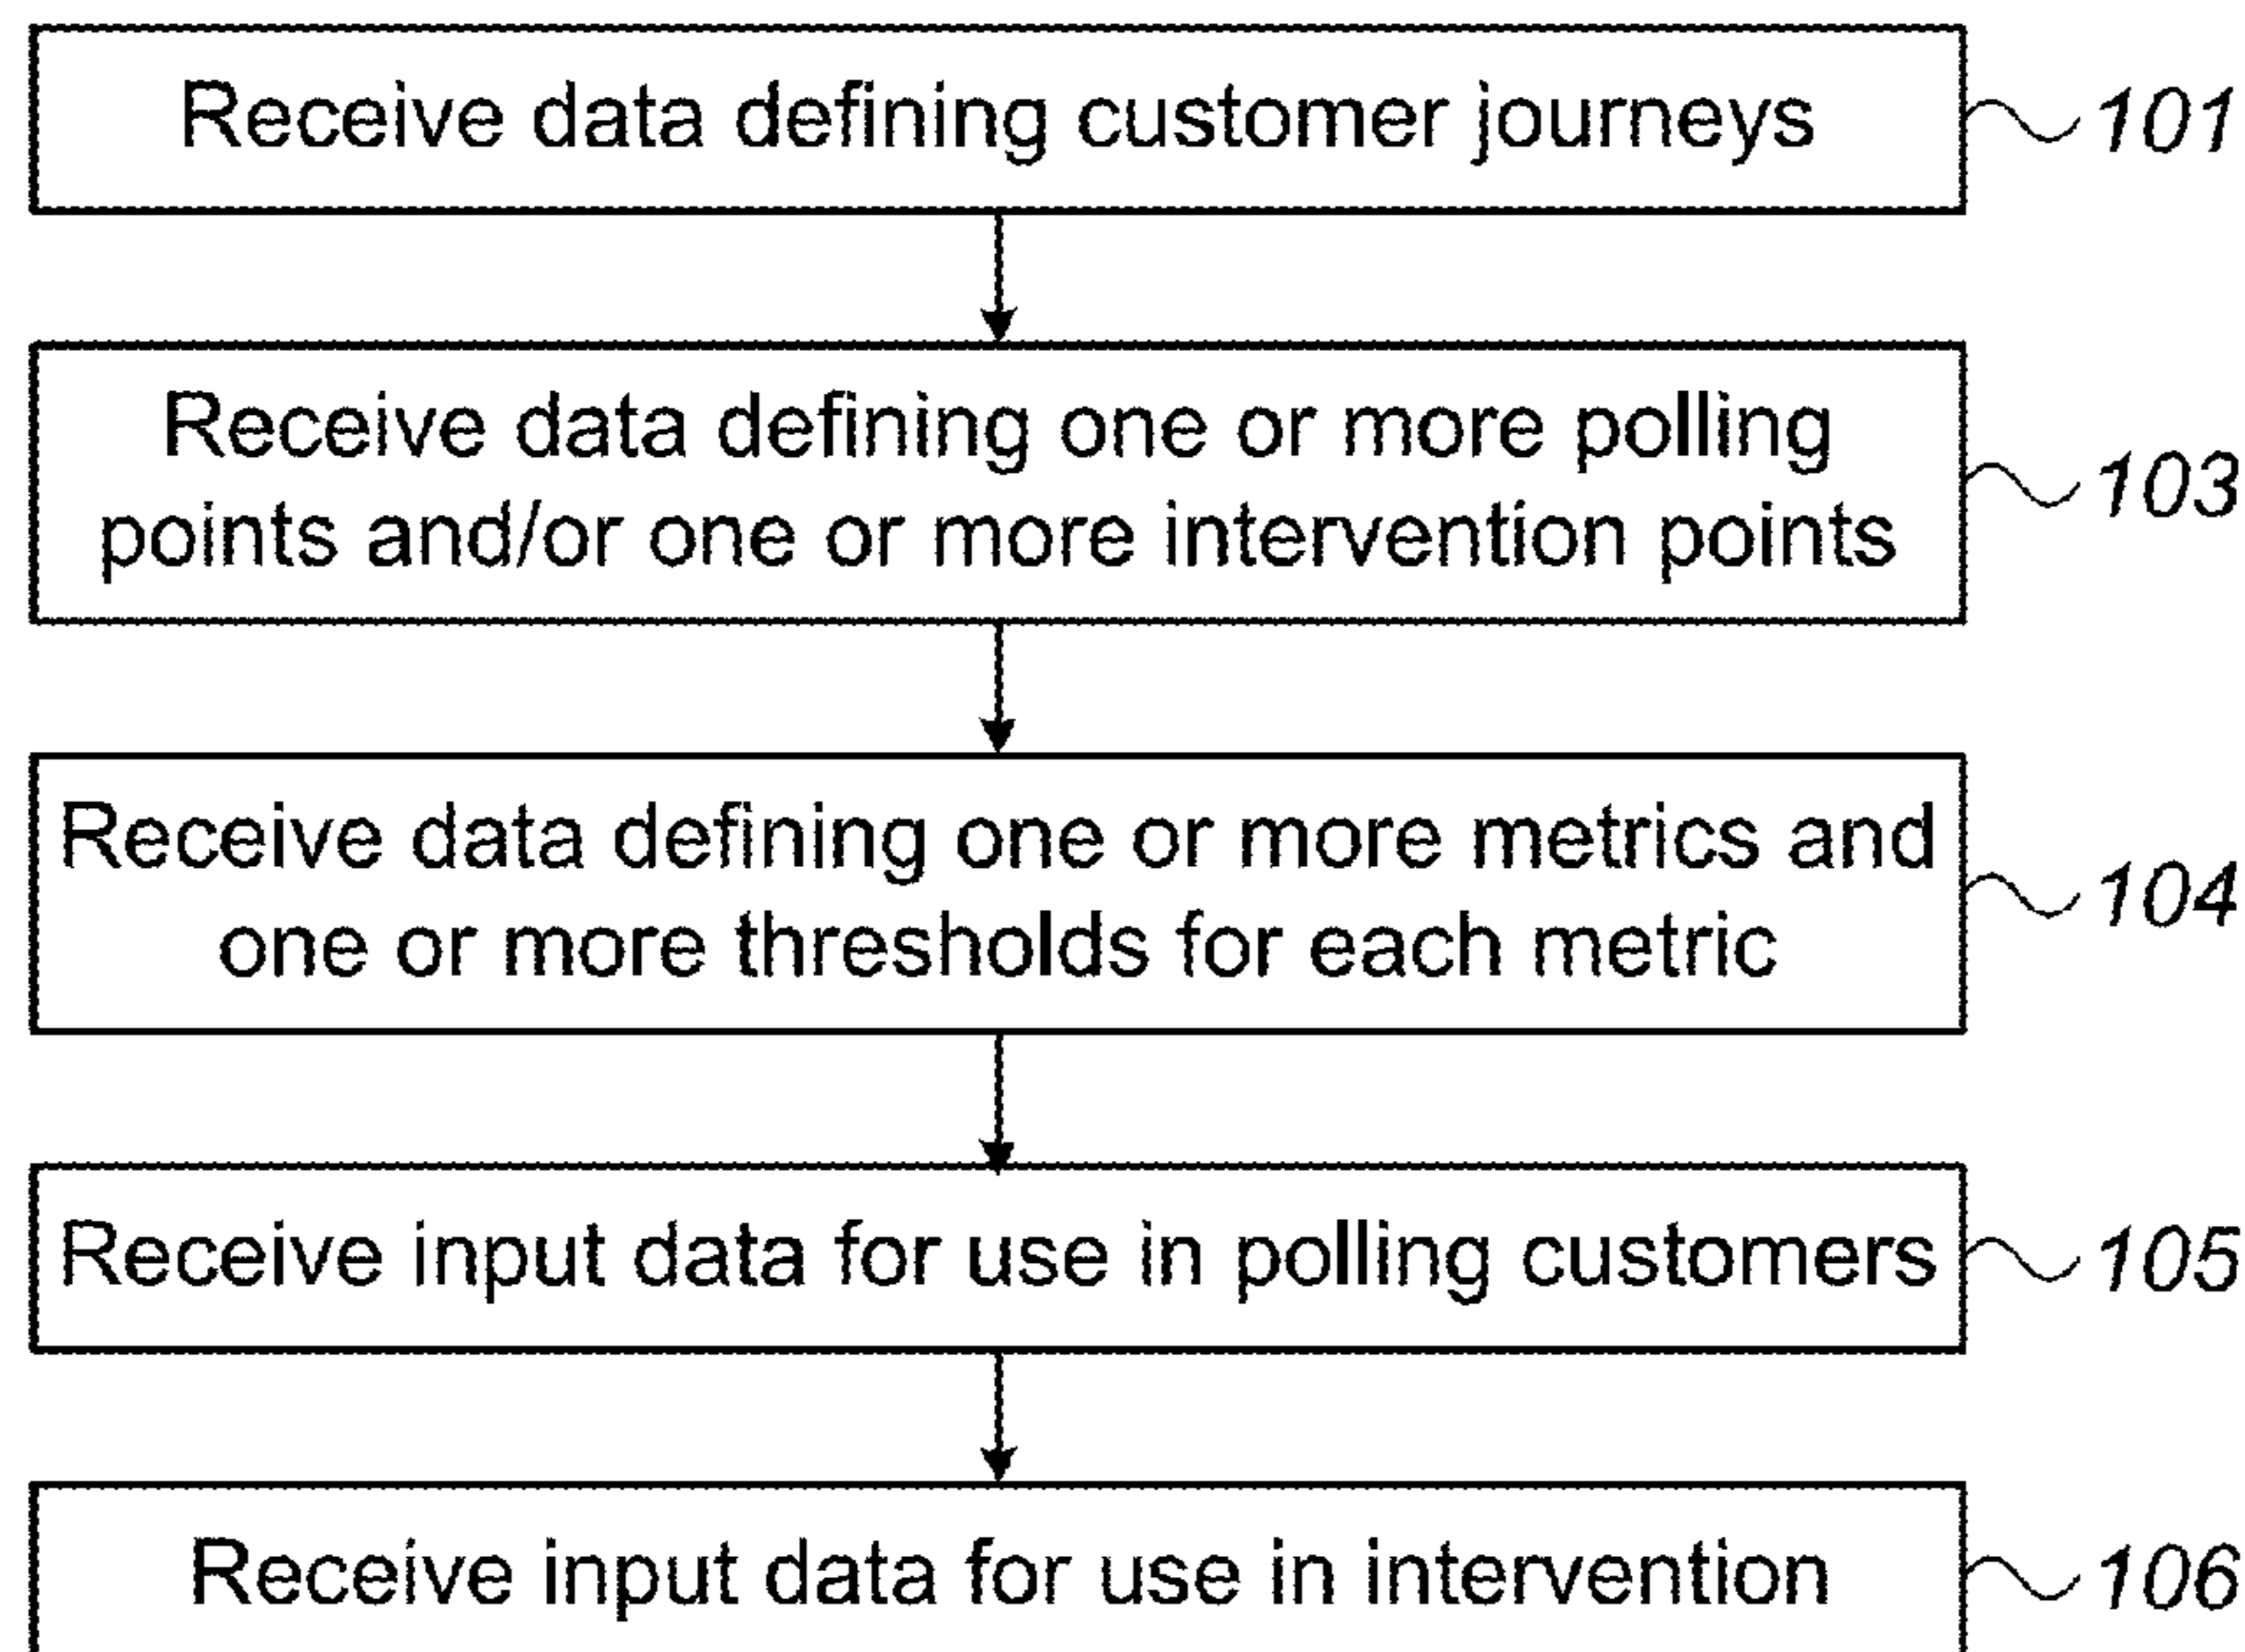 Receive data defining customer journeys
101
Receive data defining one or more polling
points and/or one or more intervention points
103
Receive data defining one or more metrics and
one or more thresholds for each metric
104
Receive input data for use in polling customers
105
Receive input data for use in intervention
106